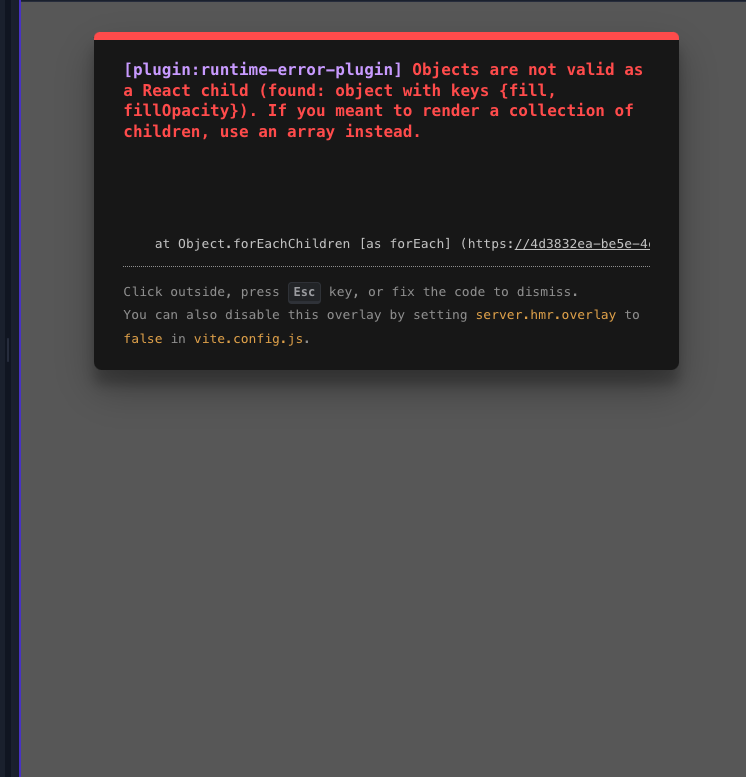 [plugin:runtime-error-plugin] Objects are not valid as
a React child (found: object with keys {fill,
fillOpacity}). If you meant to render a collection of
children, use an array instead.
at Object.forEachChildren [as forEach] (https://4d3832ea-be5e-4
Click outside, press Esc key, or fix the code to dismiss.
You can also disable this overlay by setting server.hmr.overlay to
false in vite.config.js.